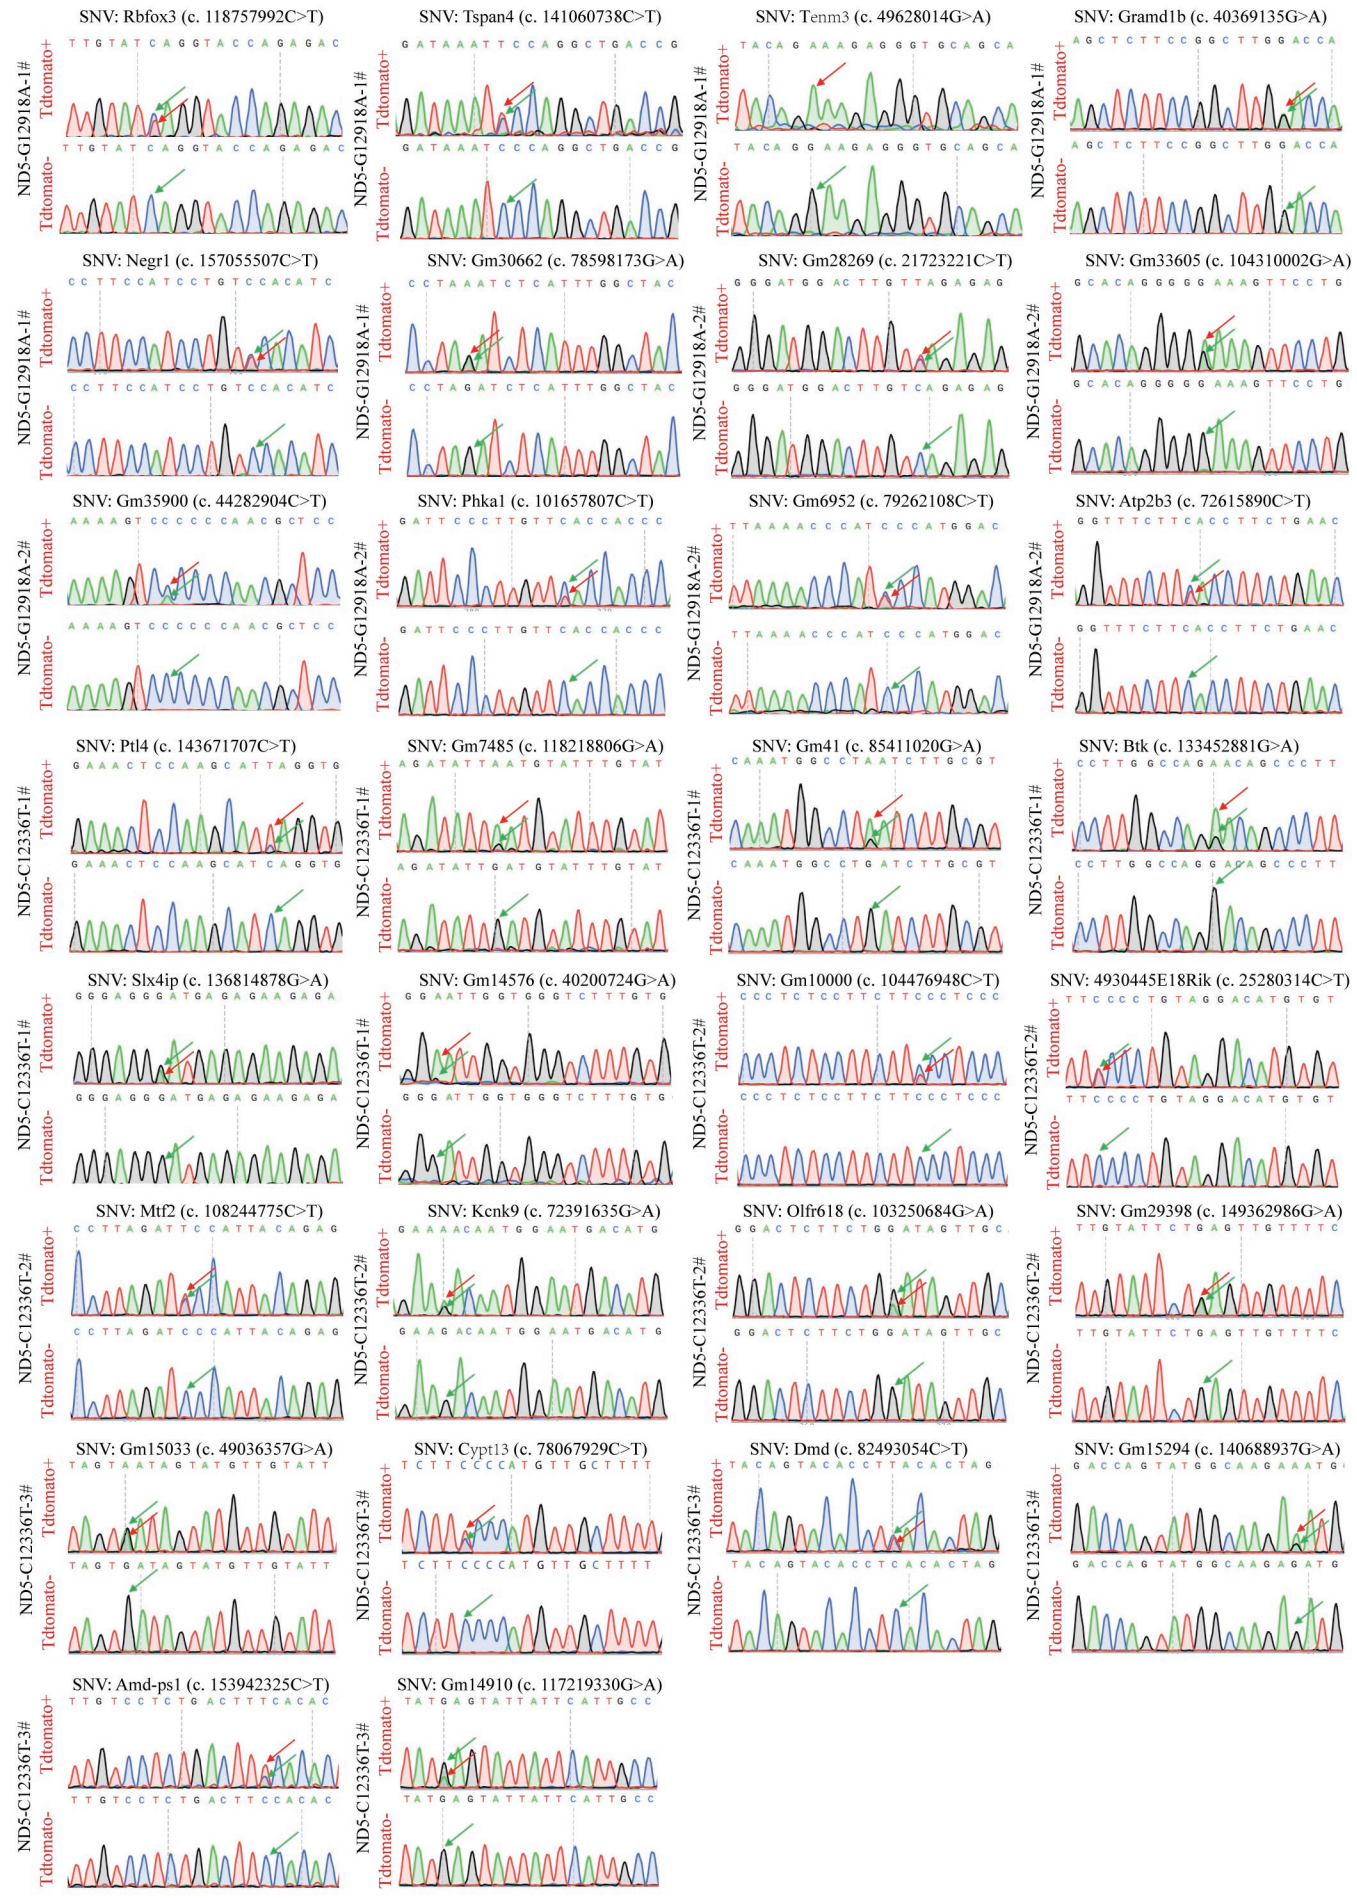 SNV: Rbfox3 (c. 118757992C>T)
ND5-G12918A-1#
Tdtomato+
TTGTATCAGGTACCAGAGAC
Tdtomato-
TTGTATCAGGTACCAGAGAC
SNV: Tspan4 (c. 141060738C>T)
ND5-G12918A-1#
Tdtomato+
GATAAATTCCAGGCTGACCG
Tdtomato-
GATAAATCCCAGGCTGACCG
SNV: Tenm3 (c. 49628014G>A)
ND5-G12918A-1#
Tdtomato+
TACAGAAAGAGGGTGCAGCA
Tdtomato-
TACAGGAAGAGGGTGCAGCA
SNV: Gramd1b (c. 40369135G>A)
ND5-G12918A-1#
Tdtomato+
AGCTCTTCCGGCTTGGACCA
Tdtomato-
AGCTCTTCCGGCTTGGACCA
SNV: Negr1 (c. 157055507C>T)
ND5-G12918A-1#
Tdtomato+
CCTTCCATCCTGTCCACATC
Tdtomato-
CCTTCCATCCTGTCCACATC
SNV: Gm30662 (c. 78598173G>A)
ND5-G12918A-1#
Tdtomato+
CCTAAATCTCATTTGGCTAC
Tdtomato-
CCTAGATCTCATTTGGCTAC
SNV: Gm28269 (c. 21723221C>T)
ND5-G12918A-2#
Tdtomato+
GGGATGGACTTGTTAGAGAG
Tdtomato-
GGGATGGACTTGTCAGAGAG
SNV: Gm33605 (c. 104310002G>A)
ND5-G12918A-2#
Tdtomato+
GCACAGGGGGAAAGTTCCTG
Tdtomato-
GCACAGGGGGAAAGTTCCTG
SNV: Gm35900 (c. 44282904C>T)
ND5-G12918A-2#
Tdtomato+
AAAAGTCCCCCCAACGCTCC
Tdtomato-
AAAAGTCCCCCCAACGCTCC
SNV: Phka1 (c. 101657807C>T)
ND5-G12918A-2#
Tdtomato+
GATTCCCTTGTTCACCACCC
Tdtomato-
GATTCCCTTGTTCACCACCC
SNV: Gm6952 (c. 79262108C>T)
ND5-G12918A-2#
Tdtomato+
TTAAAACCCATCCCATGGAC
Tdtomato-
TTAAAACCCATCCCATGGAC
SNV: Atp2b3 (c. 72615890C>T)
ND5-G12918A-2#
Tdtomato+
GGTTTCTTCACCTTCTGAAC
Tdtomato-
GGTTTCTTCACCTTCTGAAC
SNV: Ptl4 (c. 143671707C>T)
ND5-C12336T-1#
Tdtomato+
GAAACTCCAAGCATTAGGTG
Tdtomato-
GAAACTCCAAGCATCAGGTG
SNV: Gm7485 (c. 118218806G>A)
ND5-C12336T-1#
Tdtomato+
AGATATTAATGTATTTGTAT
Tdtomato-
AGATATTGATGTATTTGTAT
SNV: Gm41 (c. 85411020G>A)
ND5-C12336T-1#
Tdtomato+
CAAATGGCCTAATCTTGCGT
Tdtomato-
CAAATGGCCTGATCTTGCGT
SNV: Btk (c. 133452881G>A)
ND5-C12336T-1#
Tdtomato+
CCTTGGCCAGAACAGCCCTT
Tdtomato-
CCTTGGCCAGGACAGCCCTT
SNV: Slx4ip (c. 136814878G>A)
ND5-C12336T-1#
Tdtomato+
GGGAGGGATGAGAGAAGAGA
Tdtomato-
GGGAGGGATGAGAGAAGAGA
SNV: Gm14576 (c. 40200724G>A)
ND5-C12336T-1#
Tdtomato+
GGAATTGGTGGGTCTTTGTG
Tdtomato-
GGGATTGGTGGGTCTTTGTG
SNV: Gm10000 (c. 104476948C>T)
ND5-C12336T-2#
Tdtomato+
CCCTCTCCTTCTTCCCTCCC
Tdtomato-
CCCTCTCCTTCTTCCCTCCC
SNV: 4930445E18Rik (c. 25280314C>T)
ND5-C12336T-2#
Tdtomato+
TTCCCCTGTAGGACATGTGT
Tdtomato-
TTCCCCTGTAGGACATGTGT
SNV: Mtf2 (c. 108244775C>T)
ND5-C12336T-2#
Tdtomato+
CCTTAGATTCCATTACAGAG
Tdtomato-
CCTTAGATCCCATTACAGAG
SNV: Kcnk9 (c. 72391635G>A)
ND5-C12336T-2#
Tdtomato+
GAAAACAATGGAATGACATG
Tdtomato-
GAAGACAATGGAATGACATG
SNV: Olfr618 (c. 103250684G>A)
ND5-C12336T-2#
Tdtomato+
GGACTCTTCTGGATAGTTGC
Tdtomato-
GGACTCTTCTGGATAGTTGC
SNV: Gm29398 (c. 149362986G>A)
ND5-C12336T-2#
Tdtomato+
TTGTATTCTGAGTTGTTTTC
Tdtomato-
TTGTATTCTGAGTTGTTTTC
SNV: Gm15033 (c. 49036357G>A)
ND5-C12336T-3#
Tdtomato+
TAGTAATAGTATGTTGTATT
Tdtomato-
TAGTGATAGTATGTTGTATT
SNV: Cypt13 (c. 78067929C>T)
ND5-C12336T-3#
Tdtomato+
TCTTCCCCATGTTGCTTTT
Tdtomato-
TCTTCCCCATGTTGCTTTT
SNV: Dmd (c. 82493054C>T)
ND5-C12336T-3#
Tdtomato+
TACAGTACACCTTACACTAG
Tdtomato-
TACAGTACACCTCACACTAG
SNV: Gm15294 (c. 140688937G>A)
ND5-C12336T-3#
Tdtomato+
GACCAGTATGGCAAGAAATG
Tdtomato-
GACCAGTATGGCAAGAGATG
SNV: Amd-ps1 (c. 153942325C>T)
ND5-C12336T-3#
Tdtomato+
TTGTCCTCTGACTTTCACAC
Tdtomato-
TTGTCCTCTGACTTCCACAC
SNV: Gm14910 (c. 117219330G>A)
ND5-C12336T-3#
Tdtomato+
TATGAGTATTATTCATTGCC
Tdtomato-
TATGAGTATTATTCATTGCC